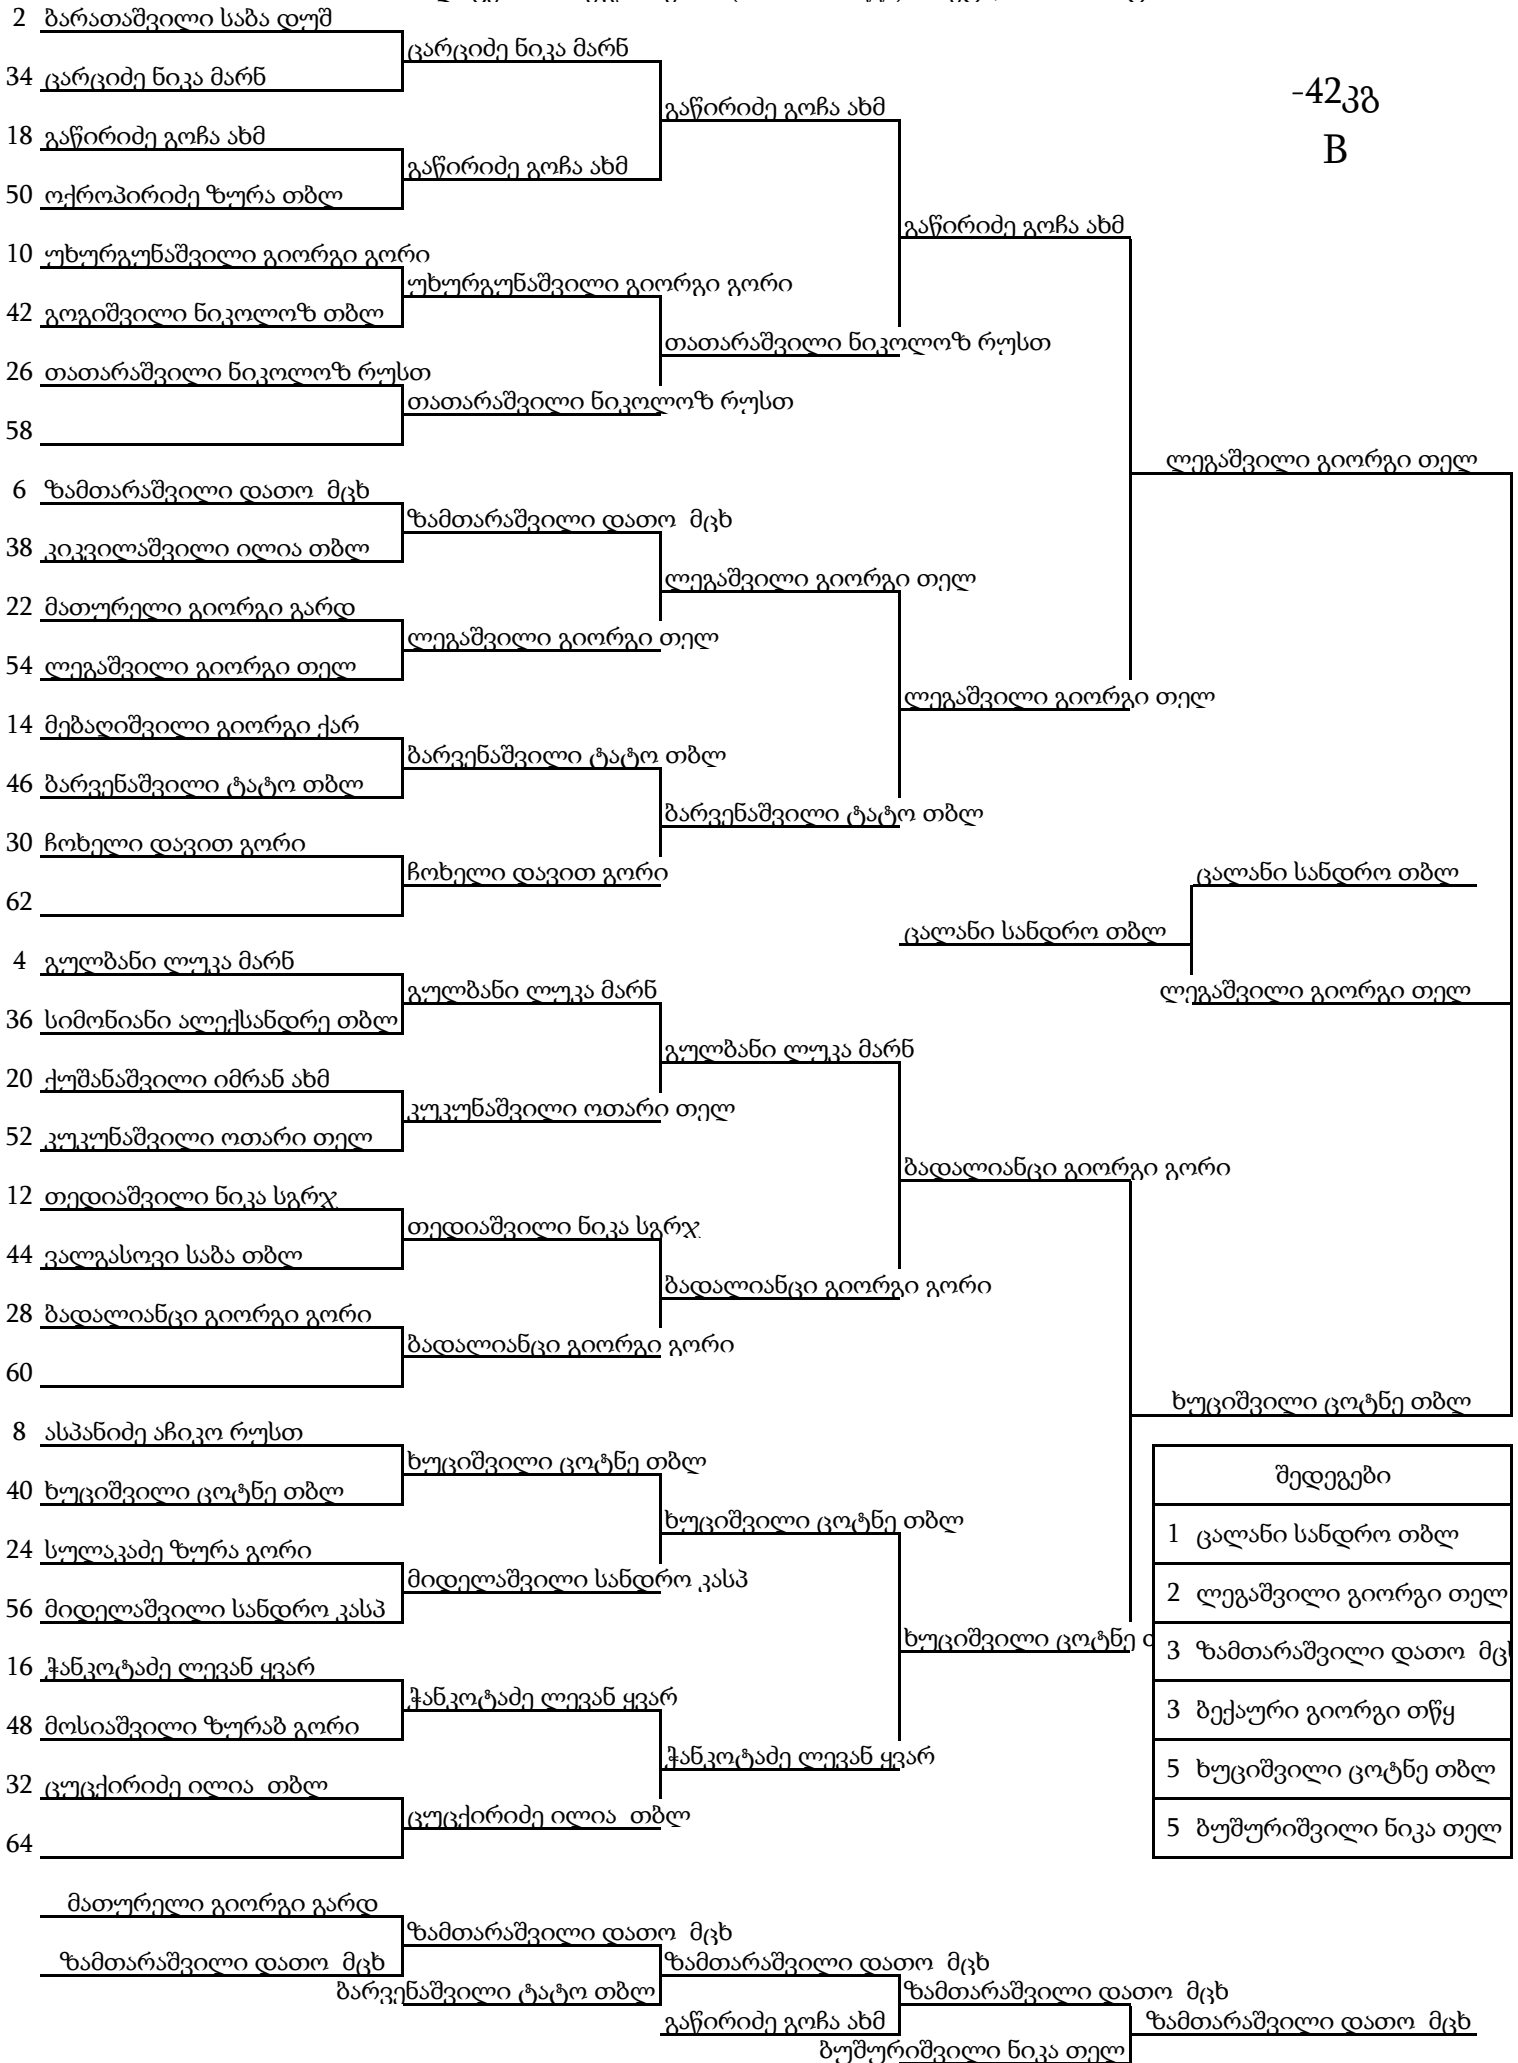 2 ბარათაშვილი საბა დუშ
ცარციძე ნიკა მარნ
34 ცარციძე ნიკა მარნ
-42კგ
გაწირიძე გოჩა ახმ
18 გაწირიძე გოჩა ახმ
B
გაწირიძე გოჩა ახმ
50 ოქროპირიძე ზურა თბლ
გაწირიძე გოჩა ახმ
10 უხურგუნაშვილი გიორგი გორი
უხურგუნაშვილი გიორგი გორი
42 გოგიშვილი ნიკოლოზ თბლ
თათარაშვილი ნიკოლოზ რუსთ
26 თათარაშვილი ნიკოლოზ რუსთ
თათარაშვილი ნიკოლოზ რუსთ
58
ლეგაშვილი გიორგი თელ
6 ზამთარაშვილი დათო მცხ
ზამთარაშვილი დათო მცხ
38 კიკვილაშვილი ილია თბლ
ლეგაშვილი გიორგი თელ
22 მათურელი გიორგი გარდ
ლეგაშვილი გიორგი თელ
54 ლეგაშვილი გიორგი თელ
ლეგაშვილი გიორგი თელ
14 მებაღიშვილი გიორგი ქარ
ბარვენაშვილი ტატო თბლ
46 ბარვენაშვილი ტატო თბლ
ბარვენაშვილი ტატო თბლ
30 ჩოხელი დავით გორი
ჩოხელი დავით გორი
ცალანი სანდრო თბლ
62
ცალანი სანდრო თბლ
4 გულბანი ლუკა მარნ
გულბანი ლუკა მარნ
ლეგაშვილი გიორგი თელ
36 სიმონიანი ალექსანდრე თბლ
გულბანი ლუკა მარნ
20 ქუშანაშვილი იმრან ახმ
კუკუნაშვილი ოთარი თელ
52 კუკუნაშვილი ოთარი თელ
ბადალიანცი გიორგი გორი
12 თედიაშვილი ნიკა სგრჯ
თედიაშვილი ნიკა სგრჯ
44 ვალგასოვი საბა თბლ
ბადალიანცი გიორგი გორი
28 ბადალიანცი გიორგი გორი
ბადალიანცი გიორგი გორი
60
ხუციშვილი ცოტნე თბლ
8 ასპანიძე აჩიკო რუსთ
ხუციშვილი ცოტნე თბლ
შედეგები
40 ხუციშვილი ცოტნე თბლ
ხუციშვილი ცოტნე თბლ
1 ცალანი სანდრო თბლ
24 სულაკაძე ზურა გორი
მიდელაშვილი სანდრო კასპ
2 ლეგაშვილი გიორგი თელ
56 მიდელაშვილი სანდრო კასპ
ხუციშვილი ცოტნე
3 ზამთარაშვილი დათო
16 ჭანკოტაძე ლევან ყვარ
ჭანკოტაძე ლევან ყვარ
3 ბექაური გიორგი თწყ
48 მოსიაშვილი ზურაბ გორი
ჭანკოტაძე ლევან ყვარ
5 ხუციშვილი ცოტნე თბლ
32 ცუცქირიძე ილია თბლ
ცუცქირიძე ილია თბლ
5 ბუშურიშვილი ნიკა თელ
64
მათურელი გიორგი გარდ
ზამთარაშვილი დათო მცხ
ზამთარაშვილი დათო მცხ
ზამთარაშვილი დათო მცხ
ბარვენაშვილი ტატო თბლ
ზამთარაშვილი დათო მცხ
გაწირიძე გოჩა ახმ
ზამთარაშვილი დათო მცხ
ბუშურიშვილი ნიკა თელ